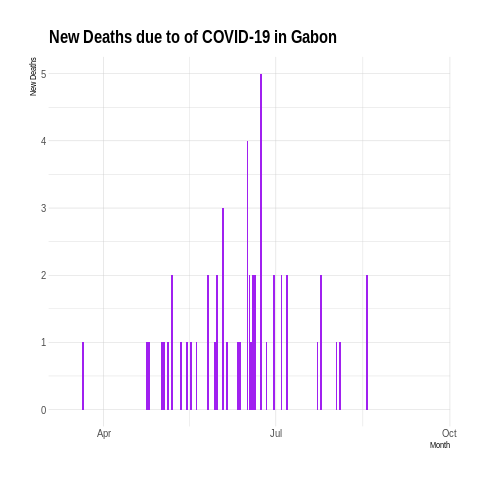 New Deaths due to of COVID-19 in Gabon
New Deaths
5
4
3
2
1
0
Apr
Jul
Oct
Month